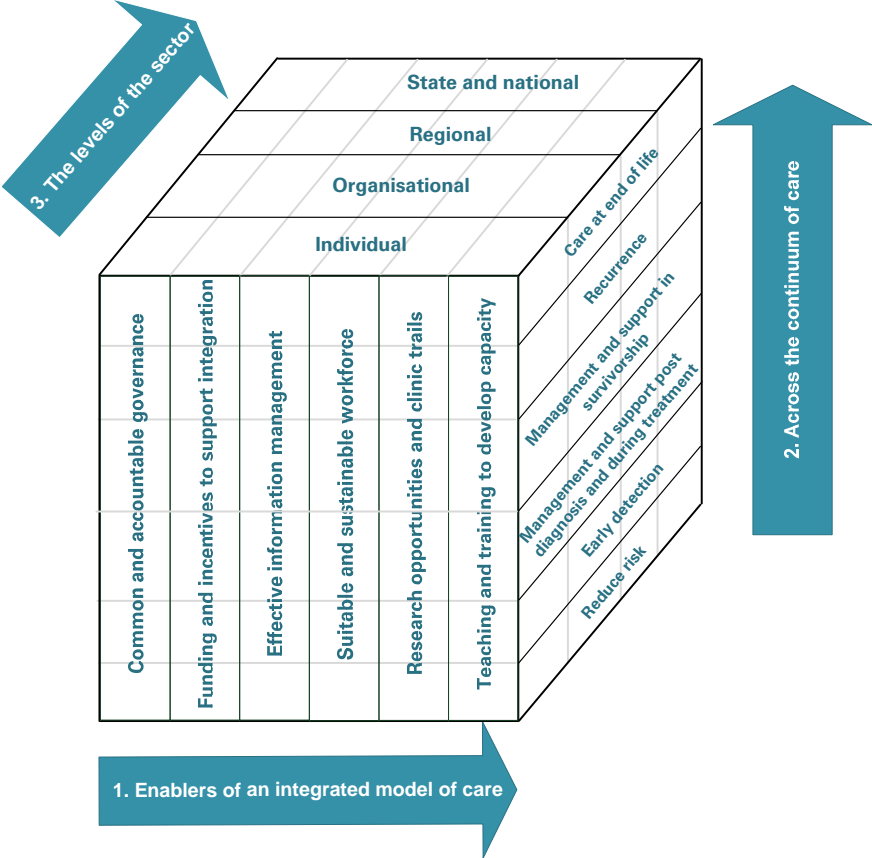 3. The levels of the sector
State and national
Regional
Organisational
Individual
Common and accountable governance
Funding and incentives to support integration
Effective information management
Suitable and sustainable workforce
Research opportunities and clinic trails
Teaching and training to develop capacity
Care at end of life
Recurrence
Management and support in
survivorship
Management and support post
diagnosis and during treatment
Early detection
Reduce risk
2. Across the continuum of care
1. Enablers of an integrated model of care